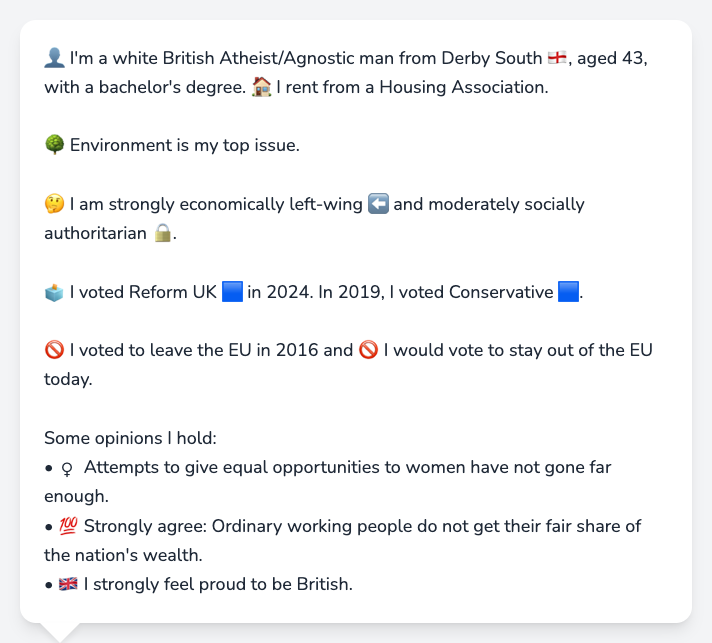 👤 I'm a white British Atheist/Agnostic man from Derby South 🏴󠁧󠁢󠁥󠁮󠁧󠁿, aged 43,
with a bachelor's degree. 🏠 I rent from a Housing Association.
🌳 Environment is my top issue.
🤔 I am strongly economically left-wing ⬅️ and moderately socially
authoritarian 🔒.
🗳️ I voted Reform UK 🟦 in 2024. In 2019, I voted Conservative 🟦.
🚫 I voted to leave the EU in 2016 and 🚫 I would vote to stay out of the EU
today.
Some opinions I hold:
• ♀ Attempts to give equal opportunities to women have not gone far
enough.
• 💯 Strongly agree: Ordinary working people do not get their fair share of
the nation's wealth.
• 🇬🇧 I strongly feel proud to be British.